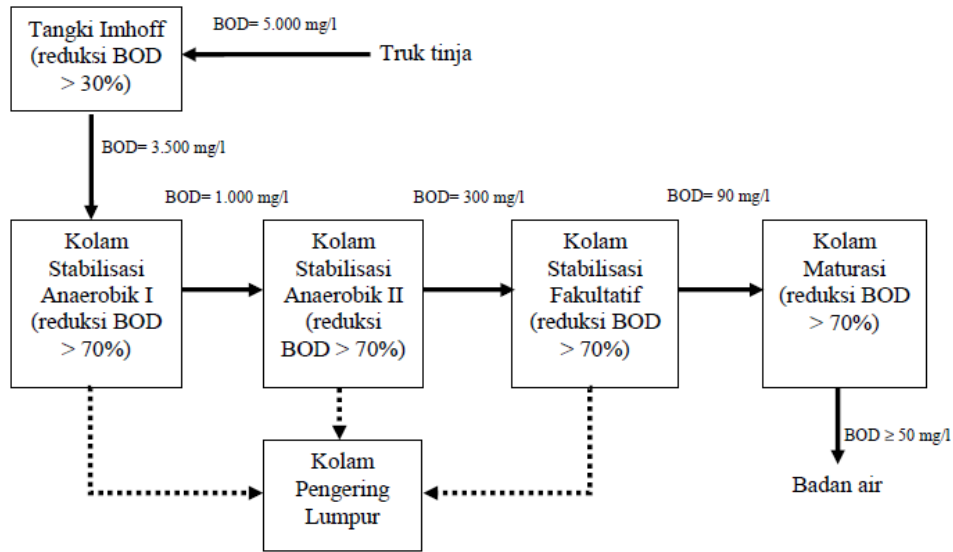 Tangki Imhoff
(reduksi BOD
> 30%)
BOD= 5.000 mg/l
Truk tinja
BOD= 3.500 mg/l
BOD= 1.000 mg/l
BOD= 300 mg/l
BOD= 90 mg/l
Kolam
Stabilisasi
Anaerobik I
(reduksi BOD
> 70%)
Kolam
Stabilisasi
Anaerobik II
(reduksi
BOD > 70%)
Kolam
Stabilisasi
Fakultatif
(reduksi BOD
> 70%)
Kolam
Maturasi
(reduksi BOD
> 70%)
BOD ≥ 50 mg/l
Badan air
Kolam
Pengering
Lumpur